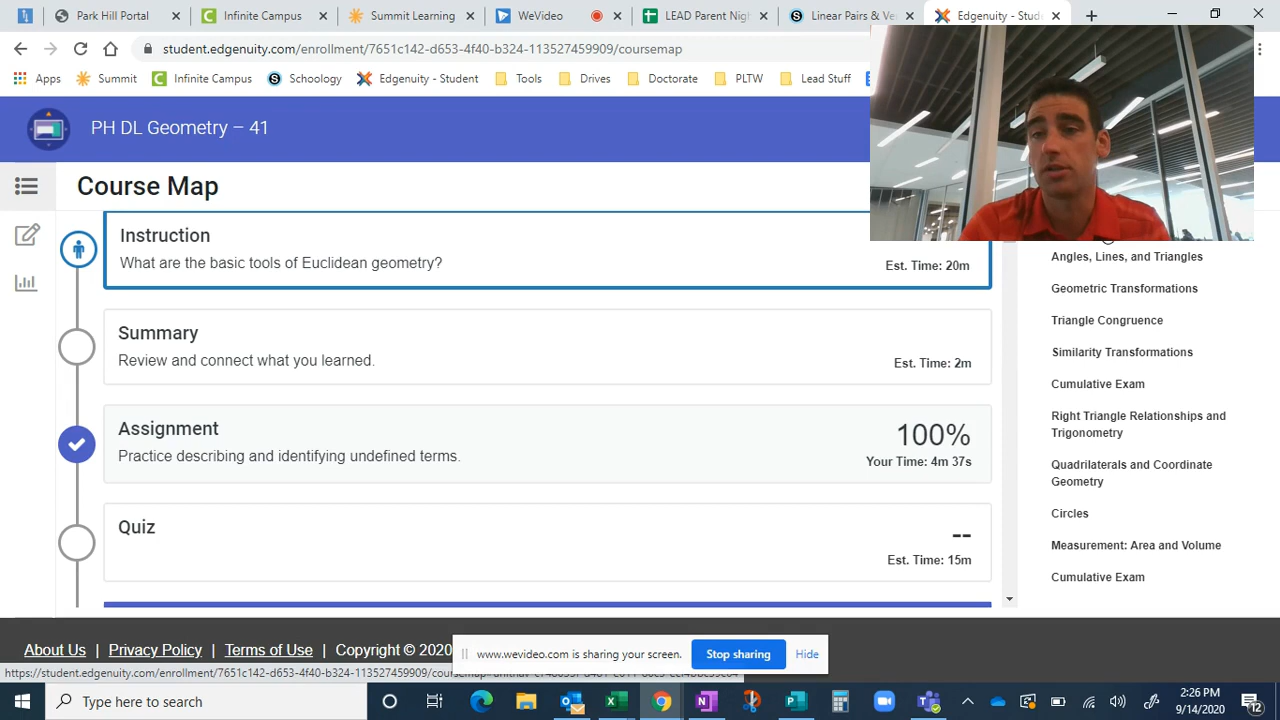 Park Hill Portal
Infinite Campus
Summit Learning
WeVideo
LEAD Parent Nig
Linear Pairs & Ve
Edgenuity - Stud
student.edgenuity.com/enrollment/7651c142-d653-4f40-b324-113527459909/coursemap
Apps
Summit
Infinite Campus
Schoology
Edgenuity - Student
Tools
Drives
Doctorate
PLTW
Lead Stuff
PH DL Geometry – 41
Course Map
Instruction
What are the basic tools of Euclidean geometry?
Est. Time: 20m
Summary
Review and connect what you learned.
Est. Time: 2m
Assignment
Practice describing and identifying undefined terms.
100%
Your Time: 4m 37s
Quiz
--
Est. Time: 15m
Angles, Lines, and Triangles
Geometric Transformations
Triangle Congruence
Similarity Transformations
Cumulative Exam
Right Triangle Relationships and
Trigonometry
Quadrilaterals and Coordinate
Geometry
Circles
Measurement: Area and Volume
Cumulative Exam
About Us | Privacy Policy | Terms of Use | Copyright © 2020
www.wevideo.com is sharing your screen.
Stop sharing
Hide
Type here to search
2:26 PM
9/14/2020
12